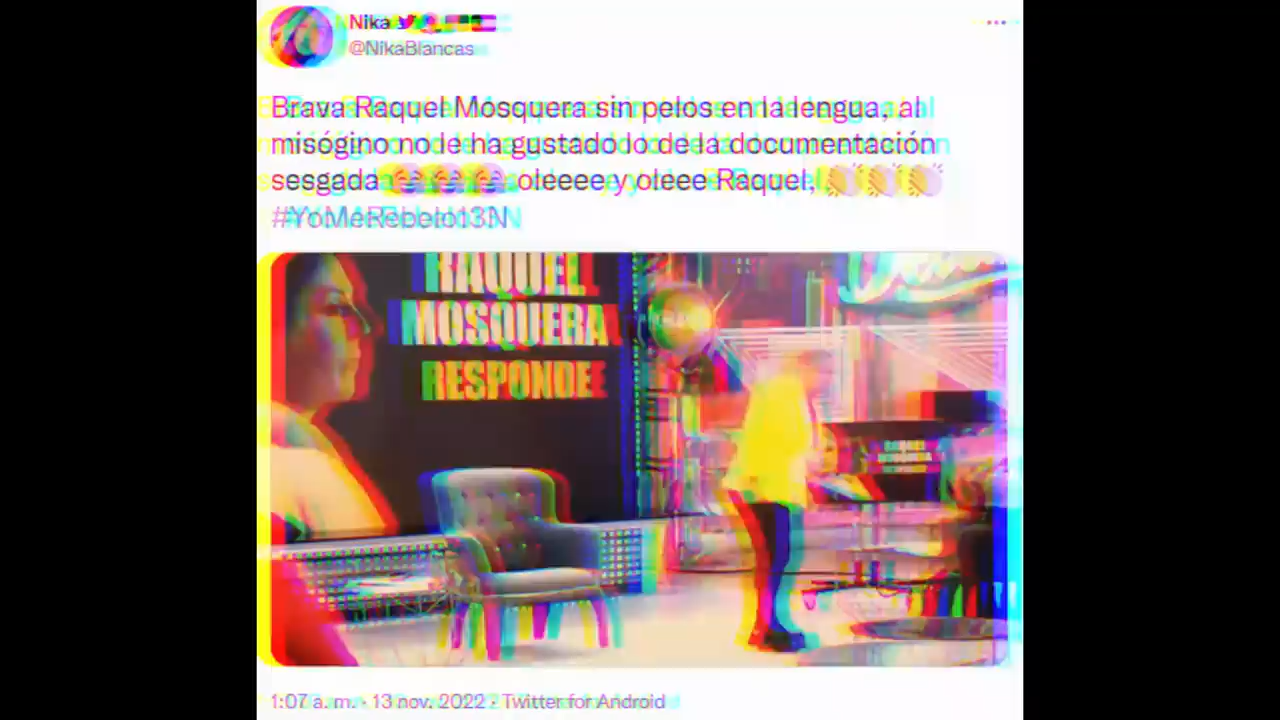 Nika
@NikaBlancas
Brava Raquel Mosquera sin pelos en la lengua, al
misógino no le ha gustado lo de la documentación
sesgada oleeee y oleee Raquel,
#YoMeRebelo13N
RAQUEL
MOSQUERA
RESPONDE
1:07 a. m. · 13 nov. 2022 · Twitter for Android